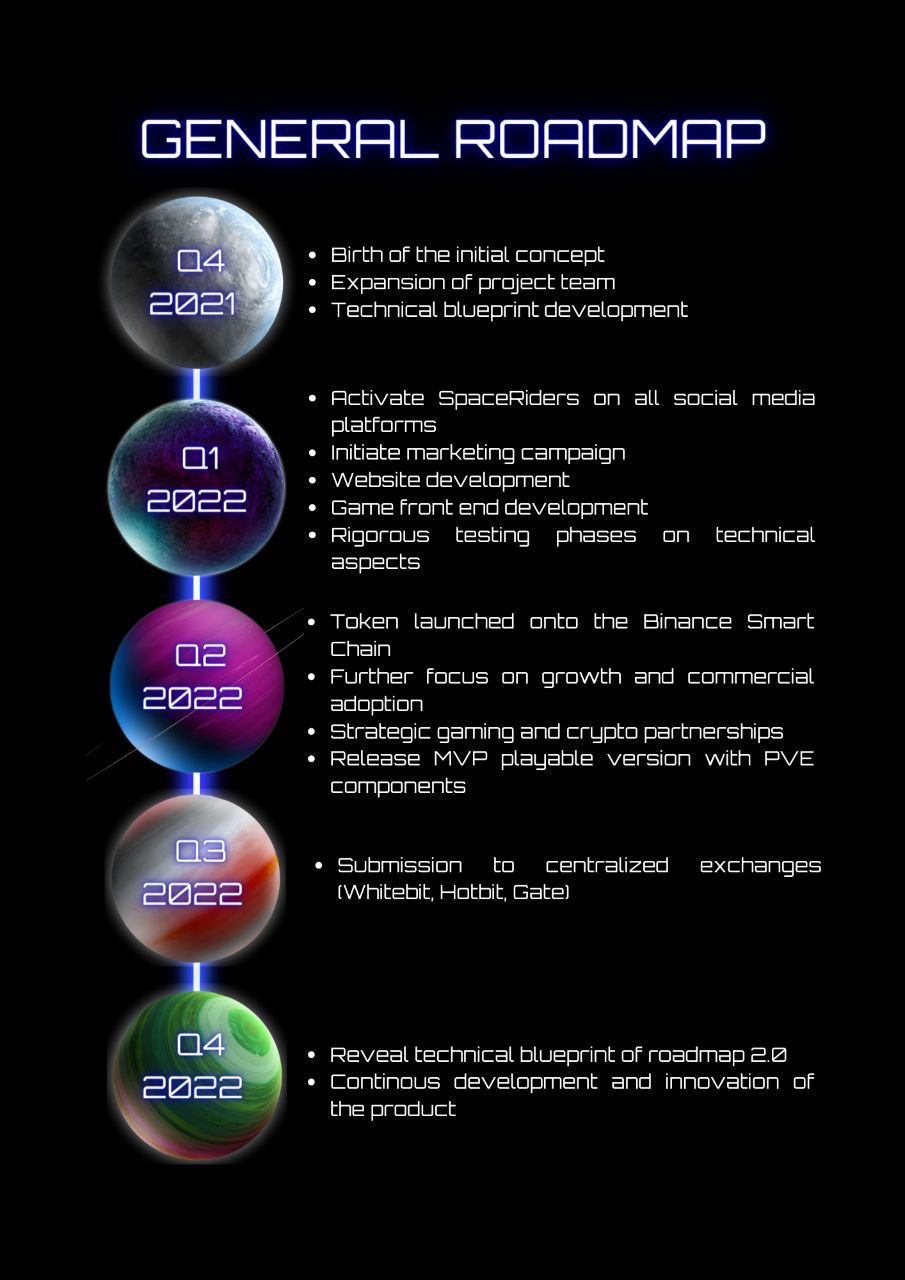 GENERAL ROADMAP
Q4
2021
• Birth of the initial concept
• Expansion of project team
• Technical blueprint development
Q1
2022
• Activate SpaceRiders on all social media
platforms
• Initiate marketing campaign
• Website development
• Game front end development
• Rigorous testing phases on technical
aspects
Q2
2022
• Token launched onto the Binance Smart
Chain
• Further focus on growth and commercial
adoption
• Strategic gaming and crypto partnerships
• Release MVP playable version with PVE
components
Q3
2022
• Submission to centralized exchanges
(Whitebit, Hotbit, Gate)
Q4
2022
• Reveal technical blueprint of roadmap 2.0
• Continous development and innovation of
the product